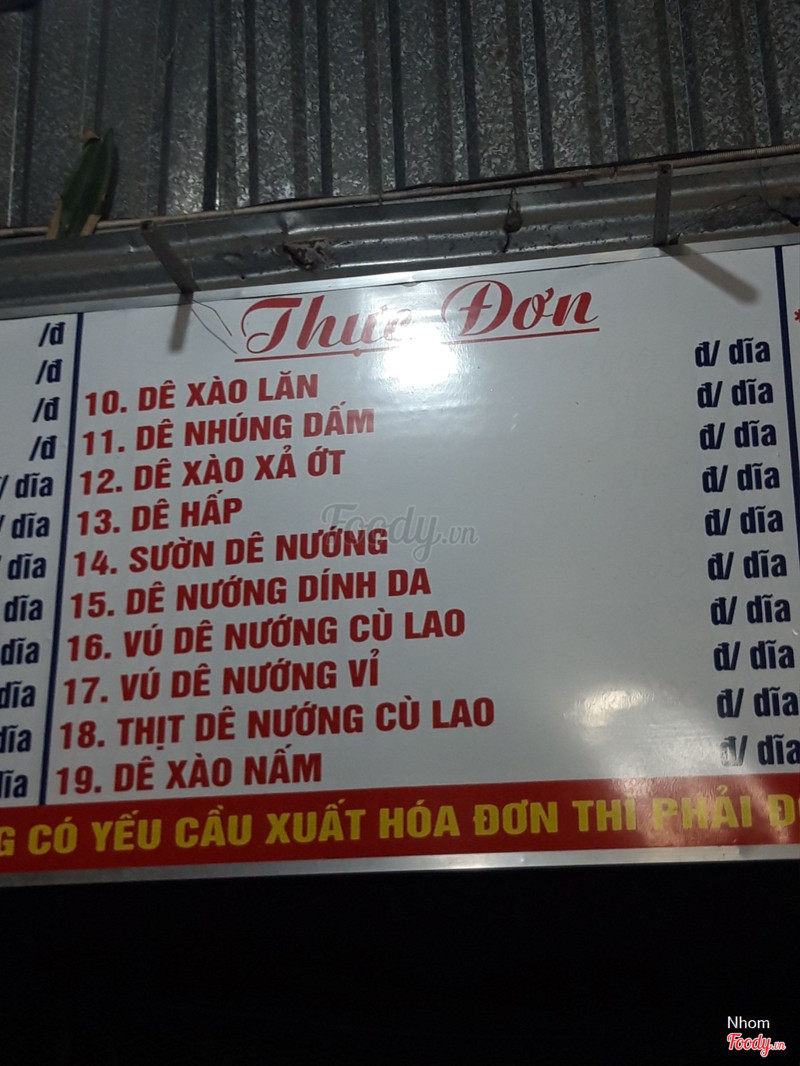 Thực Đơn
/đ
/đ
/đ
/đ
/ dĩa
/ dĩa
/ dĩa
dĩa
dĩa
dĩa
dĩa
dĩa
10. DÊ XÀO LĂN đ/ dĩa
11. DÊ NHÚNG DẤM đ/ dĩa
12. DÊ XÀO XẢ ỚT đ/ dĩa
13. DÊ HẤP đ/ dĩa
14. SƯỜN DÊ NƯỚNG đ/ dĩa
15. DÊ NƯỚNG DÍNH DA đ/ dĩa
16. VÚ DÊ NƯỚNG CÙ LAO đ/ dĩa
17. VÚ DÊ NƯỚNG VỈ đ/ dĩa
18. THỊT DÊ NƯỚNG CÙ LAO đ/ dĩa
19. DÊ XÀO NẤM đ/ dĩa
CÓ YẾU CẦU XUẤT HÓA ĐƠN THÌ PHẢI
Foody.vn
Nhom
Foody.vn